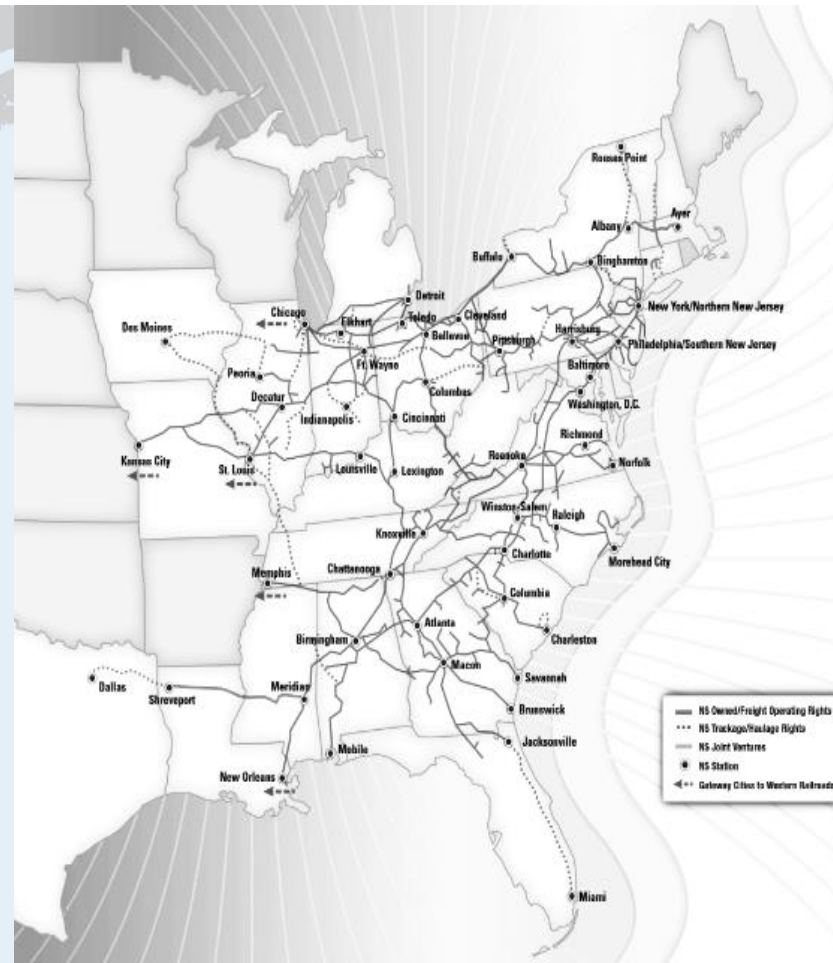 Rouses Point
Ayer
Albany
Buffalo
Binghamton
Detroit
New York/Northern New Jersey
Chicago
Elkhart
Toledo
Cleveland
Des Moines
Bellevue
Pittsburgh
Harrisburg
Philadelphia/Southern New Jersey
Ft. Wayne
Baltimore
Peoria
Columbus
Decatur
Washington, D.C.
Indianapolis
Cincinnati
Richmond
Kansas City
St. Louis
Louisville
Lexington
Roanoke
Norfolk
Winston-Salem
Raleigh
Knoxville
Charlotte
Morehead City
Memphis
Chattanooga
Columbia
Atlanta
Birmingham
Charleston
Macon
Dallas
Shreveport
Meridian
Savannah
Brunswick
Jacksonville
Mobile
New Orleans
Miami
NS Owned/Freight Operating Rights
NS Trackage/Haulage Rights
NS Joint Ventures
NS Station
Gateway Cities to Western Railroads